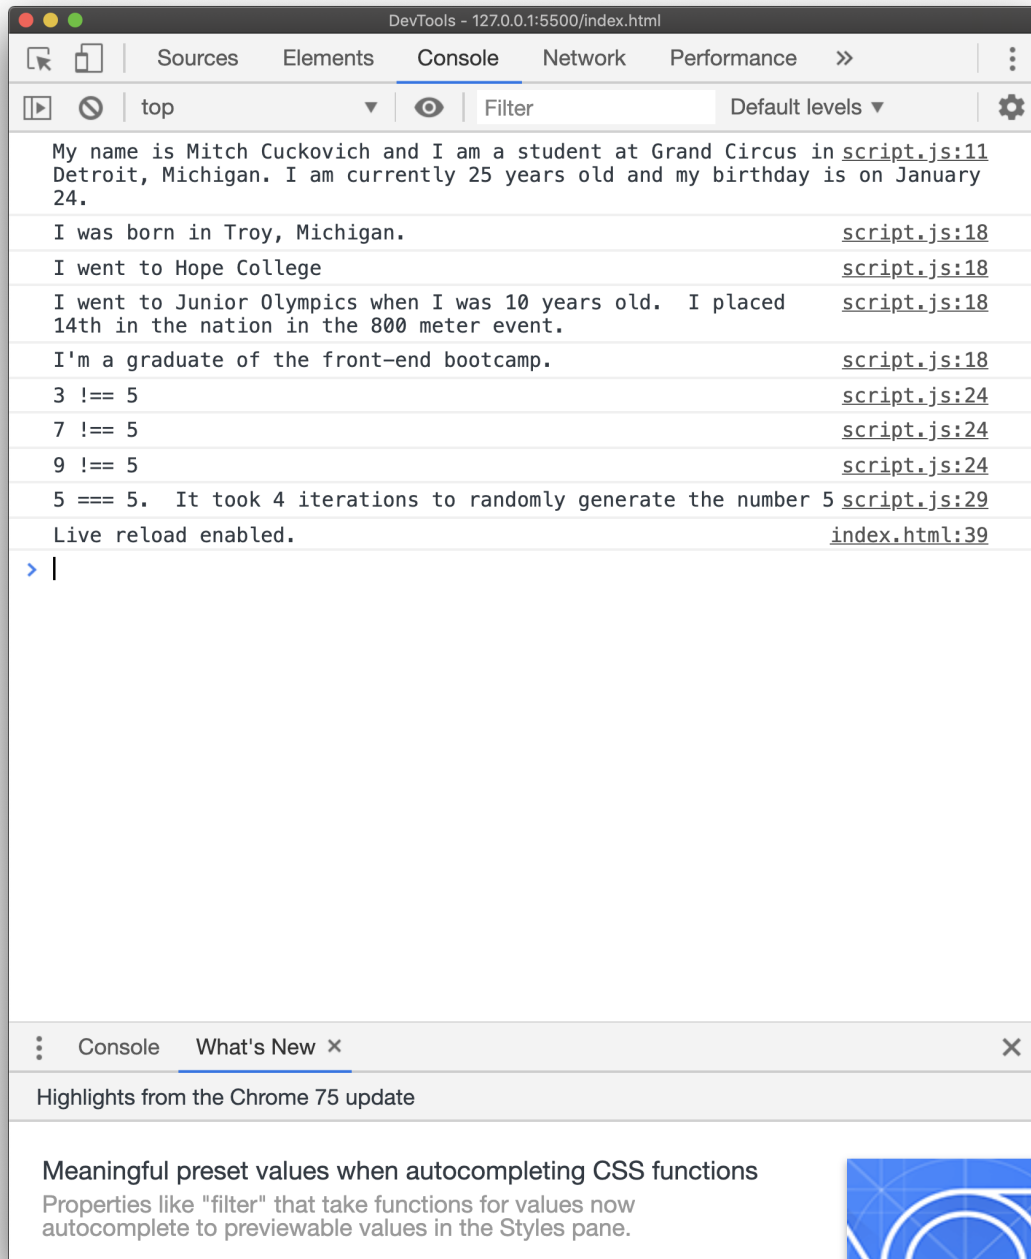 DevTools - 127.0.0.1:5500/index.html
Sources Elements Console Network Performance
top Filter Default levels
My name is Mitch Cuckovich and I am a student at Grand Circus in script.js:11
Detroit, Michigan. I am currently 25 years old and my birthday is on January
24.
I was born in Troy, Michigan. script.js:18
I went to Hope College script.js:18
I went to Junior Olympics when I was 10 years old.  I placed script.js:18
14th in the nation in the 800 meter event.
I'm a graduate of the front-end bootcamp. script.js:18
3 !== 5 script.js:24
7 !== 5 script.js:24
9 !== 5 script.js:24
5 === 5.  It took 4 iterations to randomly generate the number 5 script.js:29
Live reload enabled. index.html:39
Console What's New
Highlights from the Chrome 75 update
Meaningful preset values when autocompleting CSS functions
Properties like "filter" that take functions for values now
autocomplete to previewable values in the Styles pane.